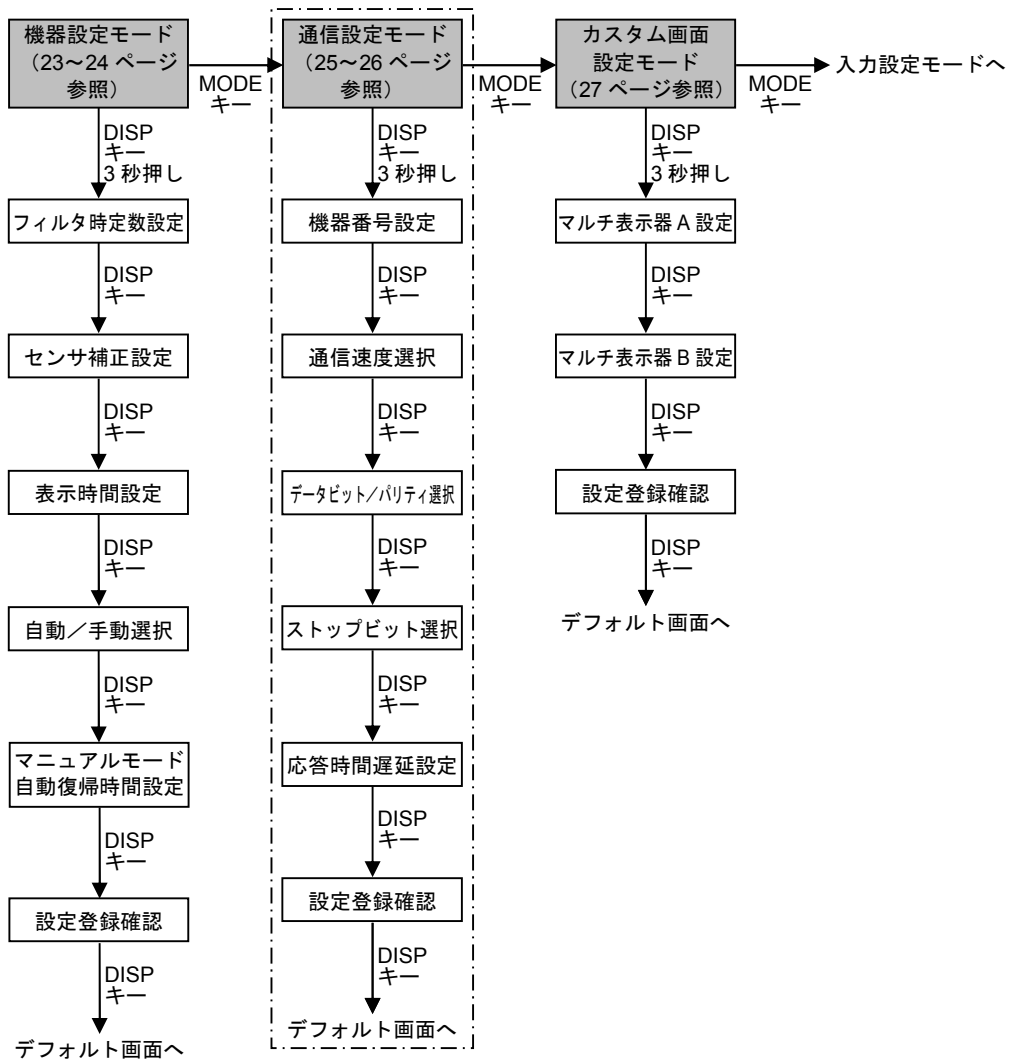 機器設定モード
（23～24 ページ
参照）
MODE
キー
DISP
キー
3 秒押し
フィルタ時定数設定
DISP
キー
センサ補正設定
DISP
キー
表示時間設定
DISP
キー
自動／手動選択
DISP
キー
マニュアルモード
自動復帰時間設定
DISP
キー
設定登録確認
DISP
キー
デフォルト画面へ
通信設定モード
（25～26 ページ
参照）
MODE
キー
DISP
キー
3 秒押し
機器番号設定
DISP
キー
通信速度選択
DISP
キー
データビット／パリティ選択
DISP
キー
ストップビット選択
DISP
キー
応答時間遅延設定
DISP
キー
設定登録確認
DISP
キー
デフォルト画面へ
カスタム画面
設定モード
（27 ページ参照）
MODE
キー
入力設定モードへ
DISP
キー
3 秒押し
マルチ表示器 A 設定
DISP
キー
マルチ表示器 B 設定
DISP
キー
設定登録確認
DISP
キー
デフォルト画面へ